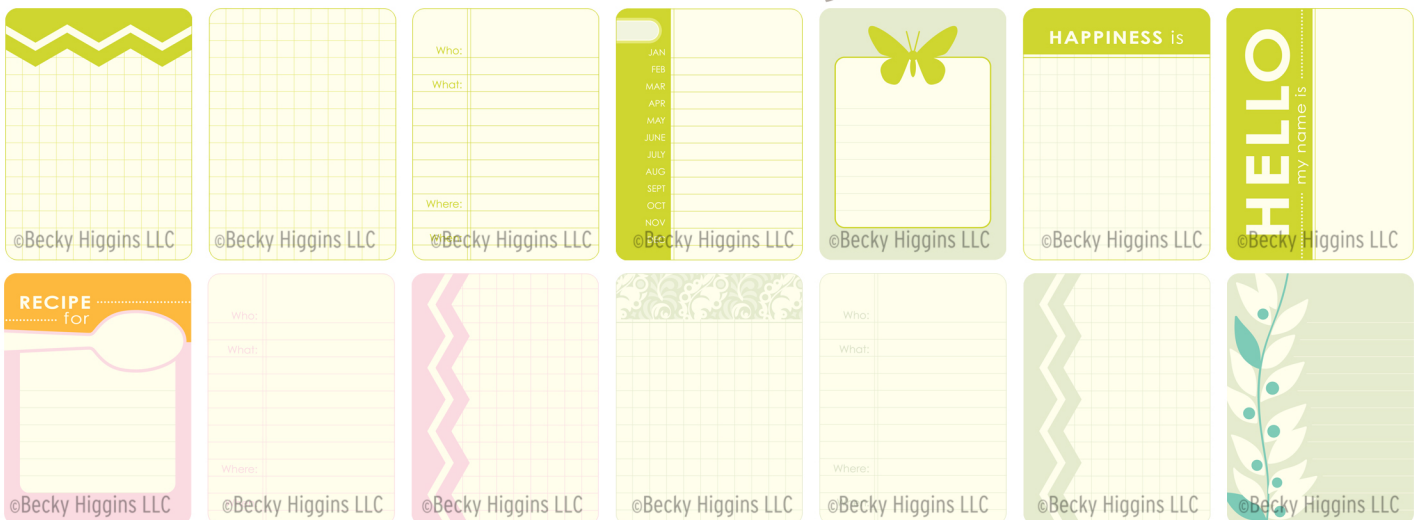 Who:
What:
Where:
©Becky Higgins LLC
©Becky Higgins LLC
©Becky Higgins LLC
JAN
FEB
MAR
APR
MAY
JUNE
JULY
AUG
SEPT
OCT
NOV
©Becky Higgins LLC
©Becky Higgins LLC
HAPPINESS is
©Becky Higgins LLC
HELLO
my name is
©Becky Higgins LLC
RECIPE
for
©Becky Higgins LLC
Who:
What:
Where:
©Becky Higgins LLC
©Becky Higgins LLC
©Becky Higgins LLC
Who:
What:
Where:
©Becky Higgins LLC
©Becky Higgins LLC
©Becky Higgins LLC